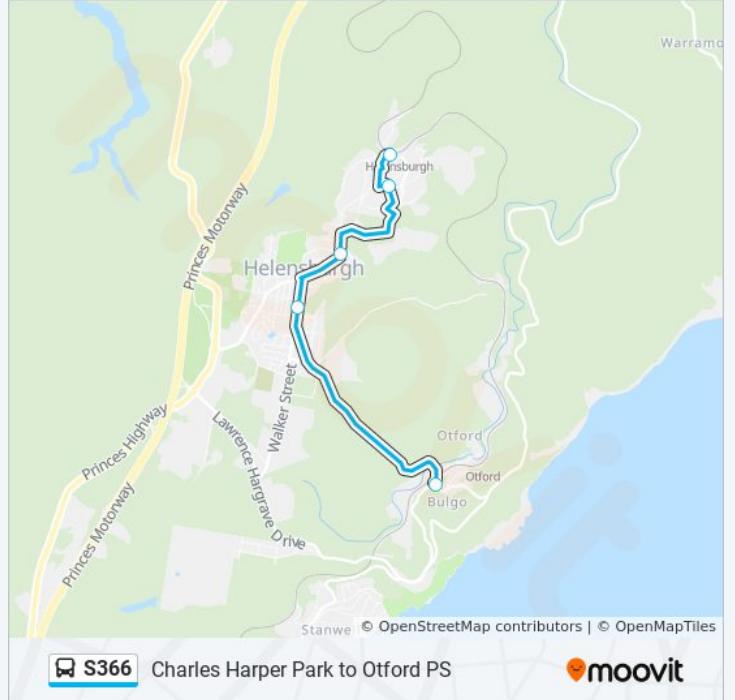 Warramo
Helensburgh
Princes Motorway
Helensburgh
Walker Street
Princes Highway
Lawrence Hargrave Drive
Otford
Otford
Bulgo
Princes Motorway
Stanwe
© OpenStreetMap contributors | © OpenMapTiles
S366 Charles Harper Park to Otford PS moovit